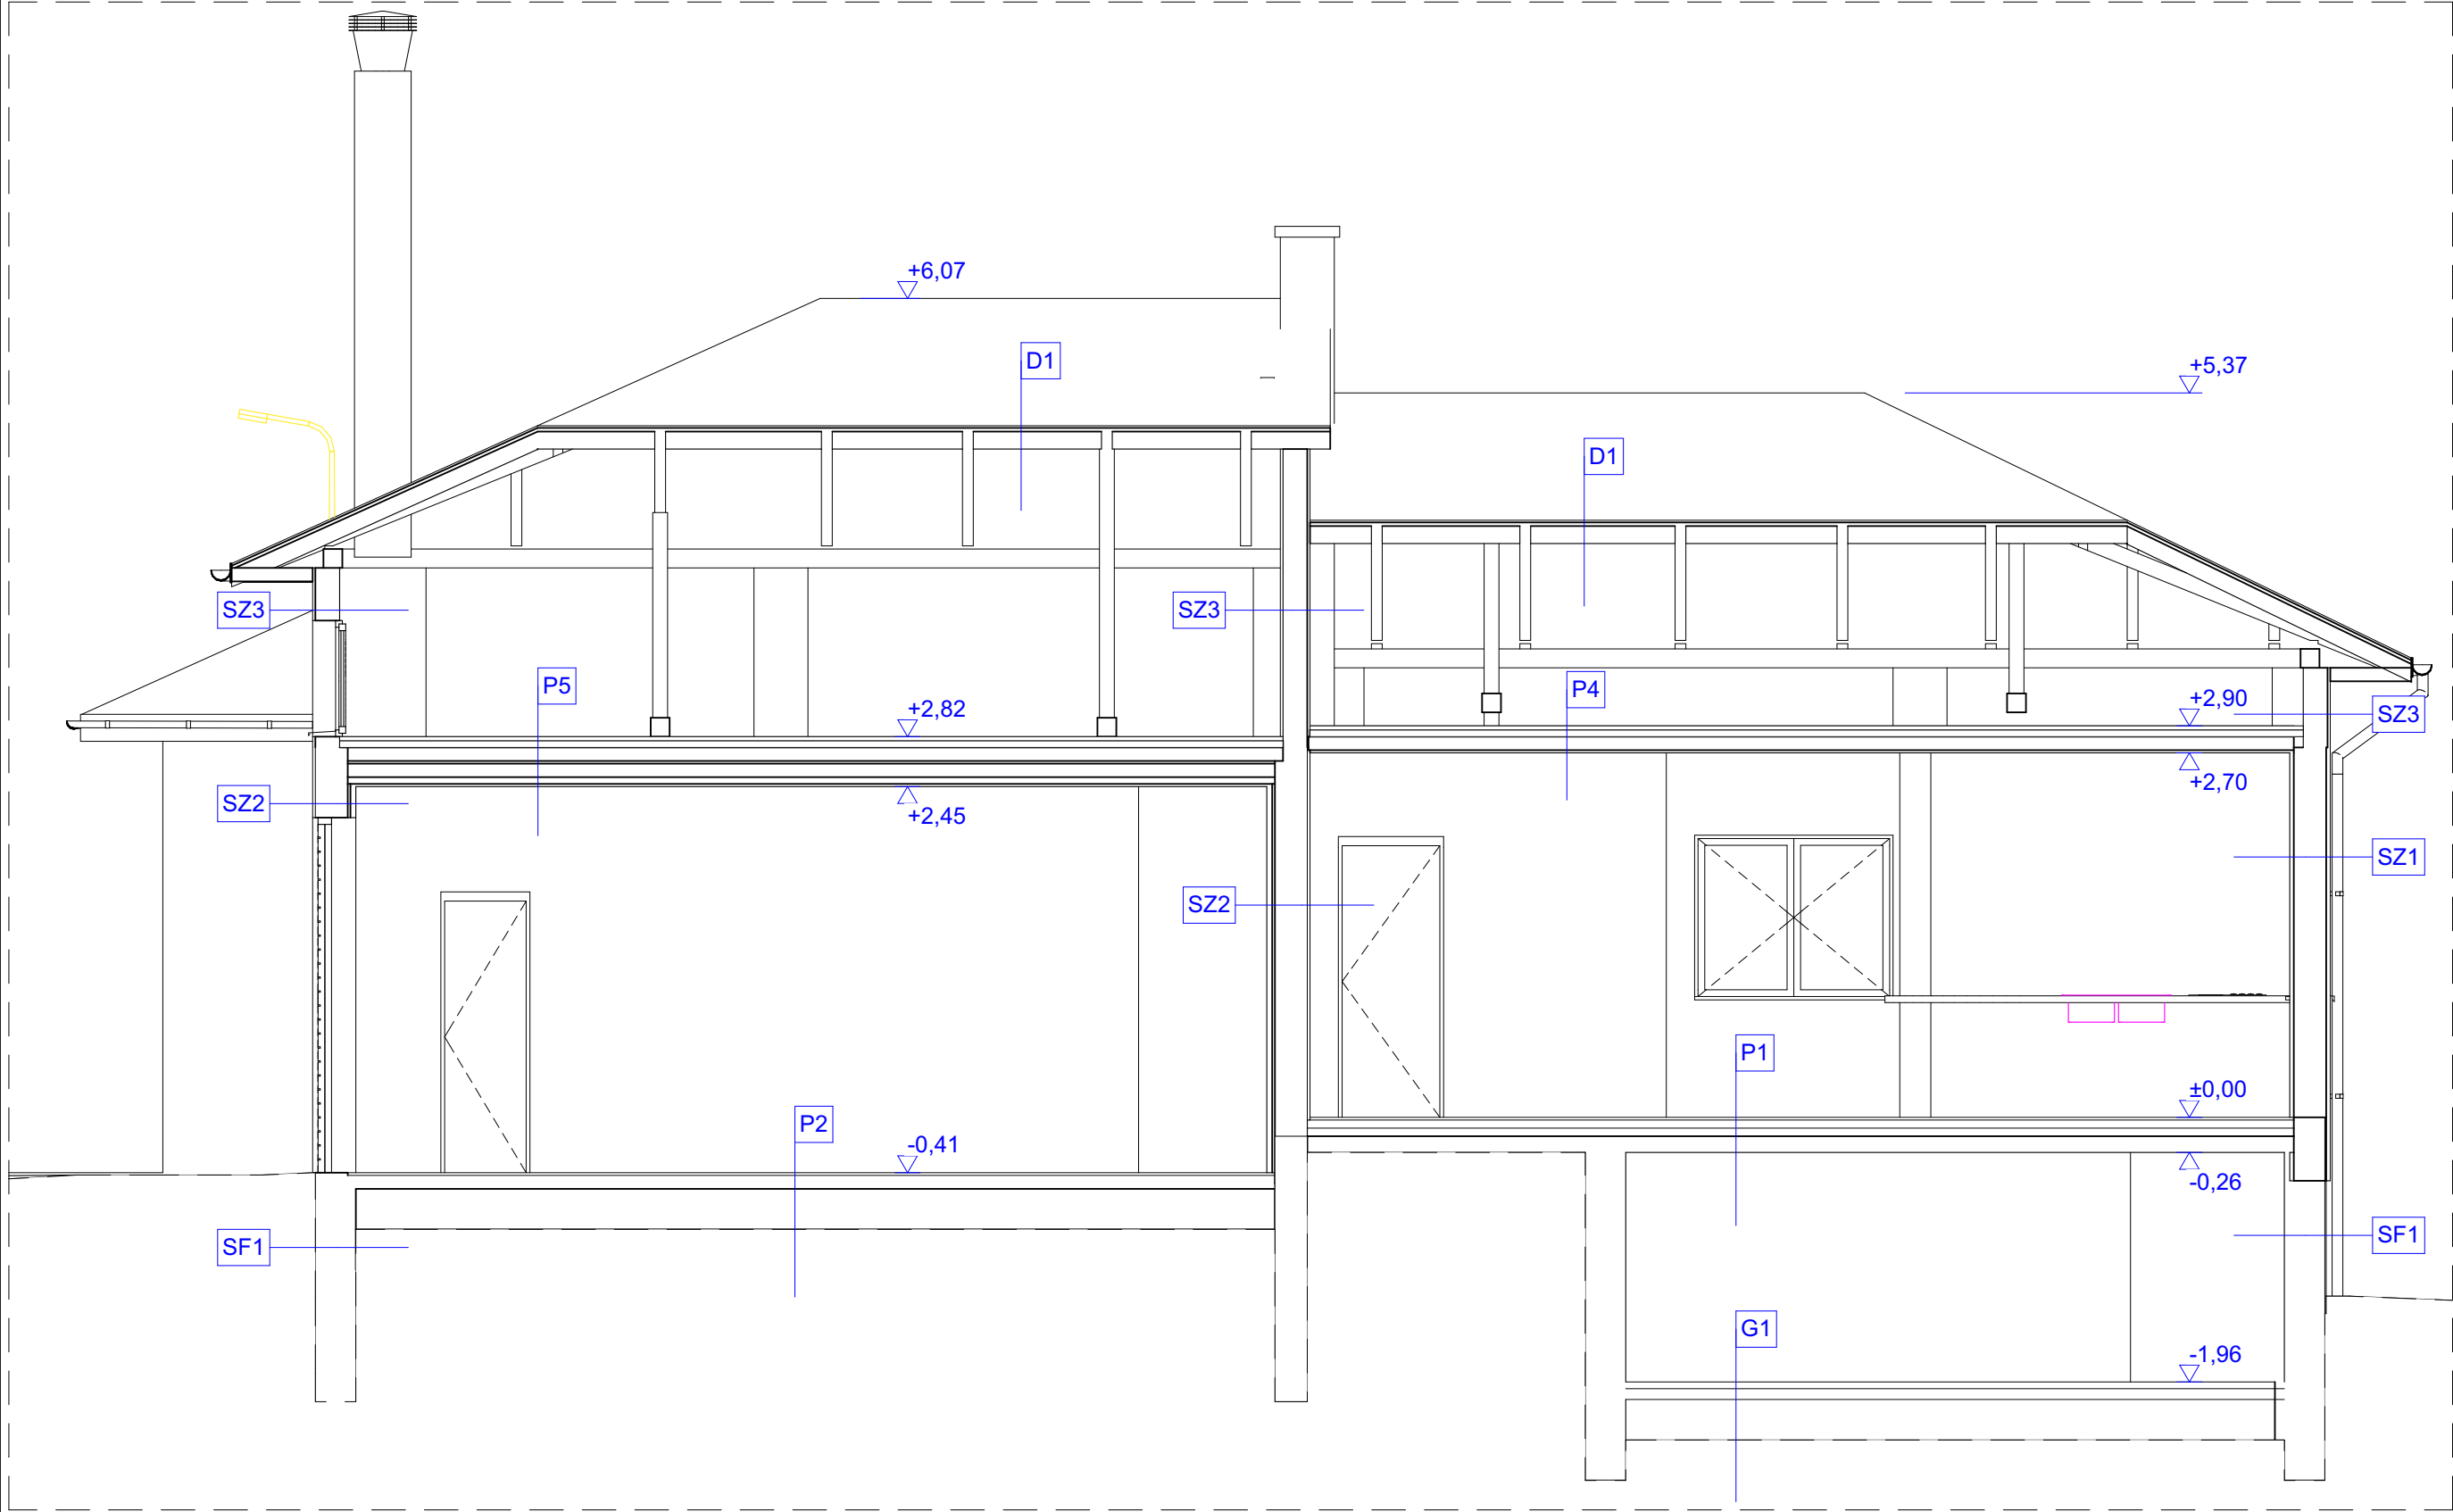 +6,07
D1
+5,37
D1
SZ3
SZ3
P5
P4
+2,82
+2,90
SZ3
+2,70
SZ2
+2,45
SZ1
SZ2
P1
±0,00
P2
-0,41
-0,26
SF1
SF1
G1
-1,96